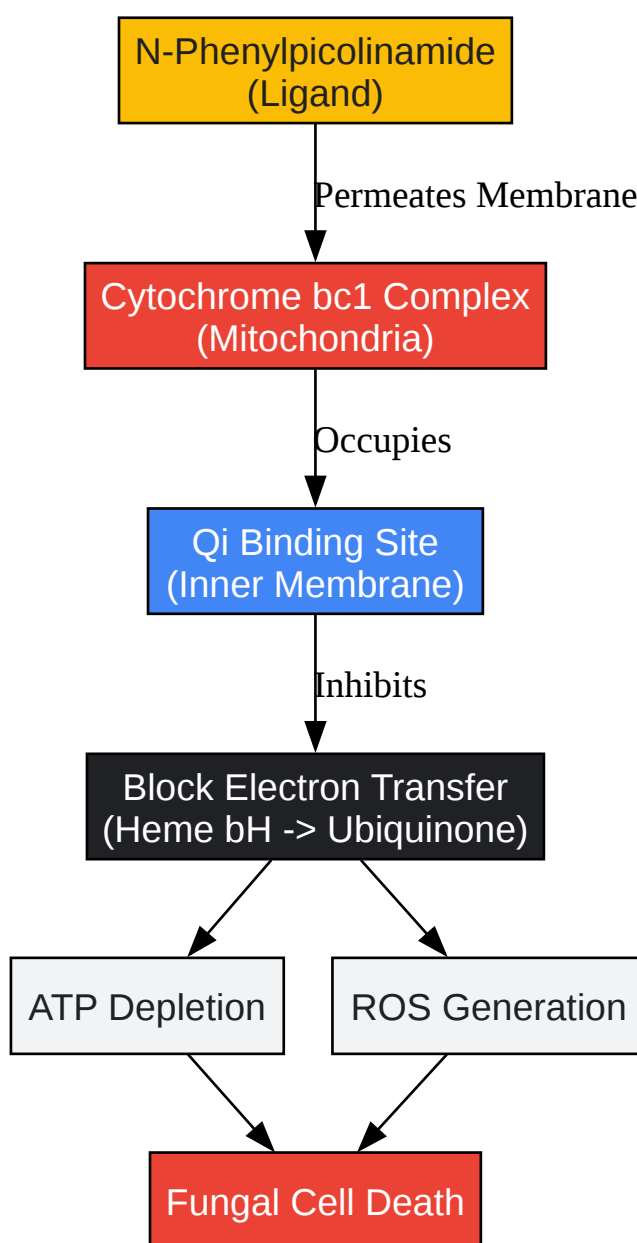 N-Phenylpicolinamide
(Ligand)
Permeates Membrane
Cytochrome bc1 Complex
(Mitochondria)
Occupies
Qi Binding Site
(Inner Membrane)
Inhibits
Block Electron Transfer
(Heme bH -> Ubiquinone)
ATP Depletion
ROS Generation
Fungal Cell Death